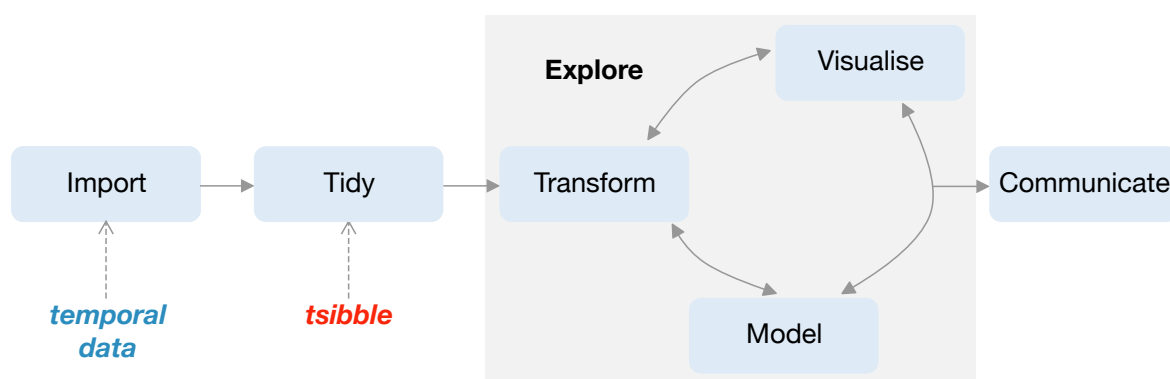 Visualise
Explore
Import
Tidy
Transform
Communicate
temporal
data
tsibble
Model